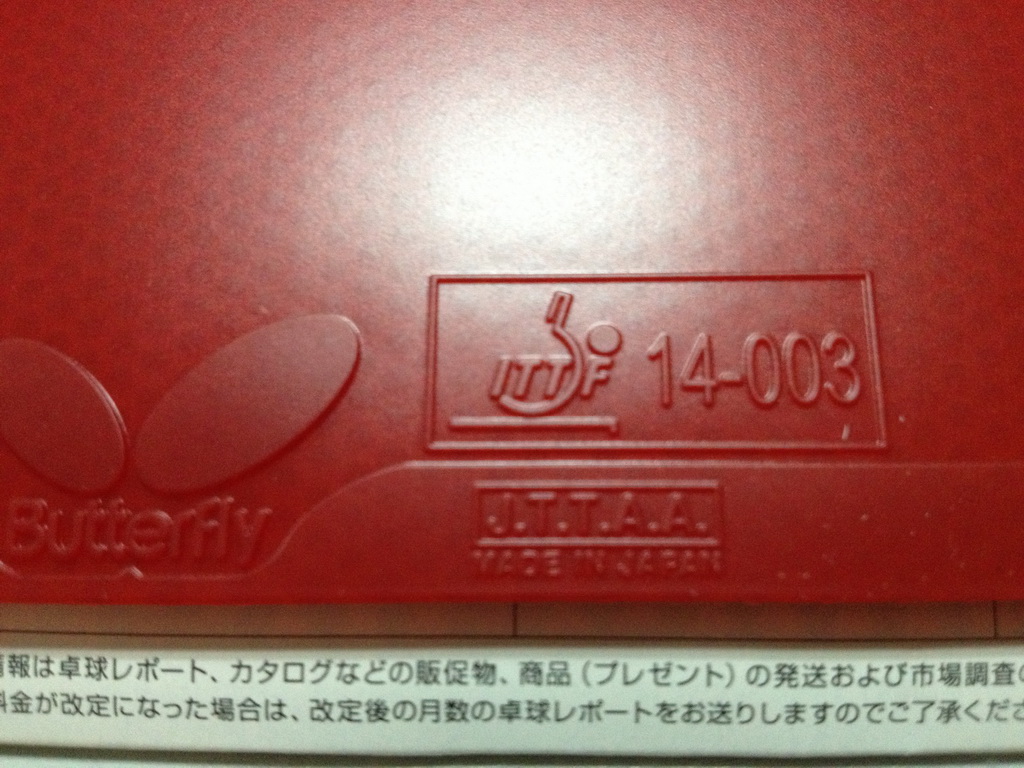 ITTF 14-003
Butterfly
J.T.T.A.A.
MADE IN JAPAN
報は卓球レポート、カタログなどの販促物、商品（プレゼント）の発送および市場調査の
料金が改定になった場合は、改定後の月数の卓球レポートをお送りしますのでご了承くださ